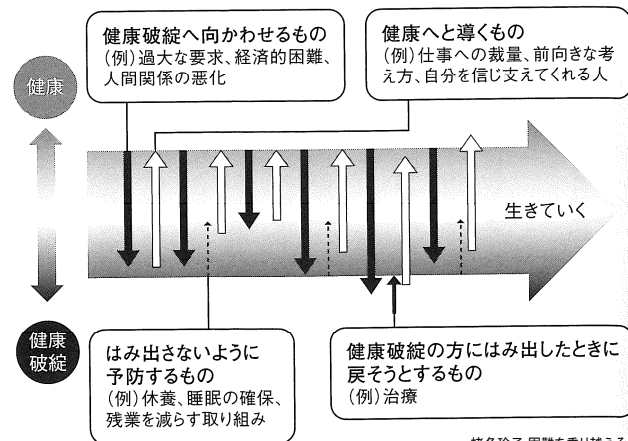 健康破綻へ向かわせるもの
(例)過大な要求、経済的困難、
人間関係の悪化
健康へと導くもの
(例)仕事への裁量、前向きな考
え方、自分を信じ支えてくれる人
健康
生きていく
健康
破綻
はみ出さないように
予防するもの
(例)休養、睡眠の確保、
残業を減らす取り組み
健康破綻の方にはみ出したときに
戻そうとするもの
(例)治療